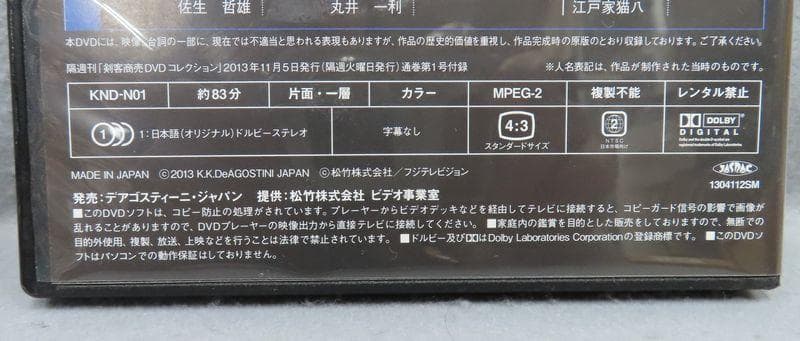 佐生 哲雄 丸井 一利 江戸家猫八
本DVDには、映像・台詞の一部に、現在では不適当と思われる表現もありますが、作品の歴史的価値を重視し、作品完成時の原版のとおり収録しております。ご了承ください。
隔週刊『剣客商売DVDコレクション』2013年11月5日発行(隔週火曜日発行)通巻第1号付録 ※人名表記は、作品が制作された当時のものです。
KND-N01 約83分 片面・一層 カラー MPEG-2 複製不能 レンタル禁止
1 1:日本語(オリジナル)ドルビーステレオ 字幕なし 4:3 スタンダードサイズ 2 NTSC 日本市場向け DOLBY DIGITAL
MADE IN JAPAN ©2013 K.K.DeAGOSTINI JAPAN ©松竹株式会社/フジテレビジョン JASRAC
1304112SM
発売:デアゴスティーニ・ジャパン 提供:松竹株式会社 ビデオ事業室
■このDVDソフトは、コピー防止の処理がされています。プレーヤーからビデオデッキなどを経由してテレビに接続すると、コピーガード信号の影響で画像が
乱れることがありますので、DVDプレーヤーの映像出力から直接テレビに接続してください。■家庭内の鑑賞を目的とした販売をしておりますので、無断での
目的外使用、複製、放送、上映などを行うことは法律で禁止されています。■ドルビー及びはDolby Laboratories Corporationの登録商標です。■このDVDソ
フトはパソコンでの動作保証はしておりません。